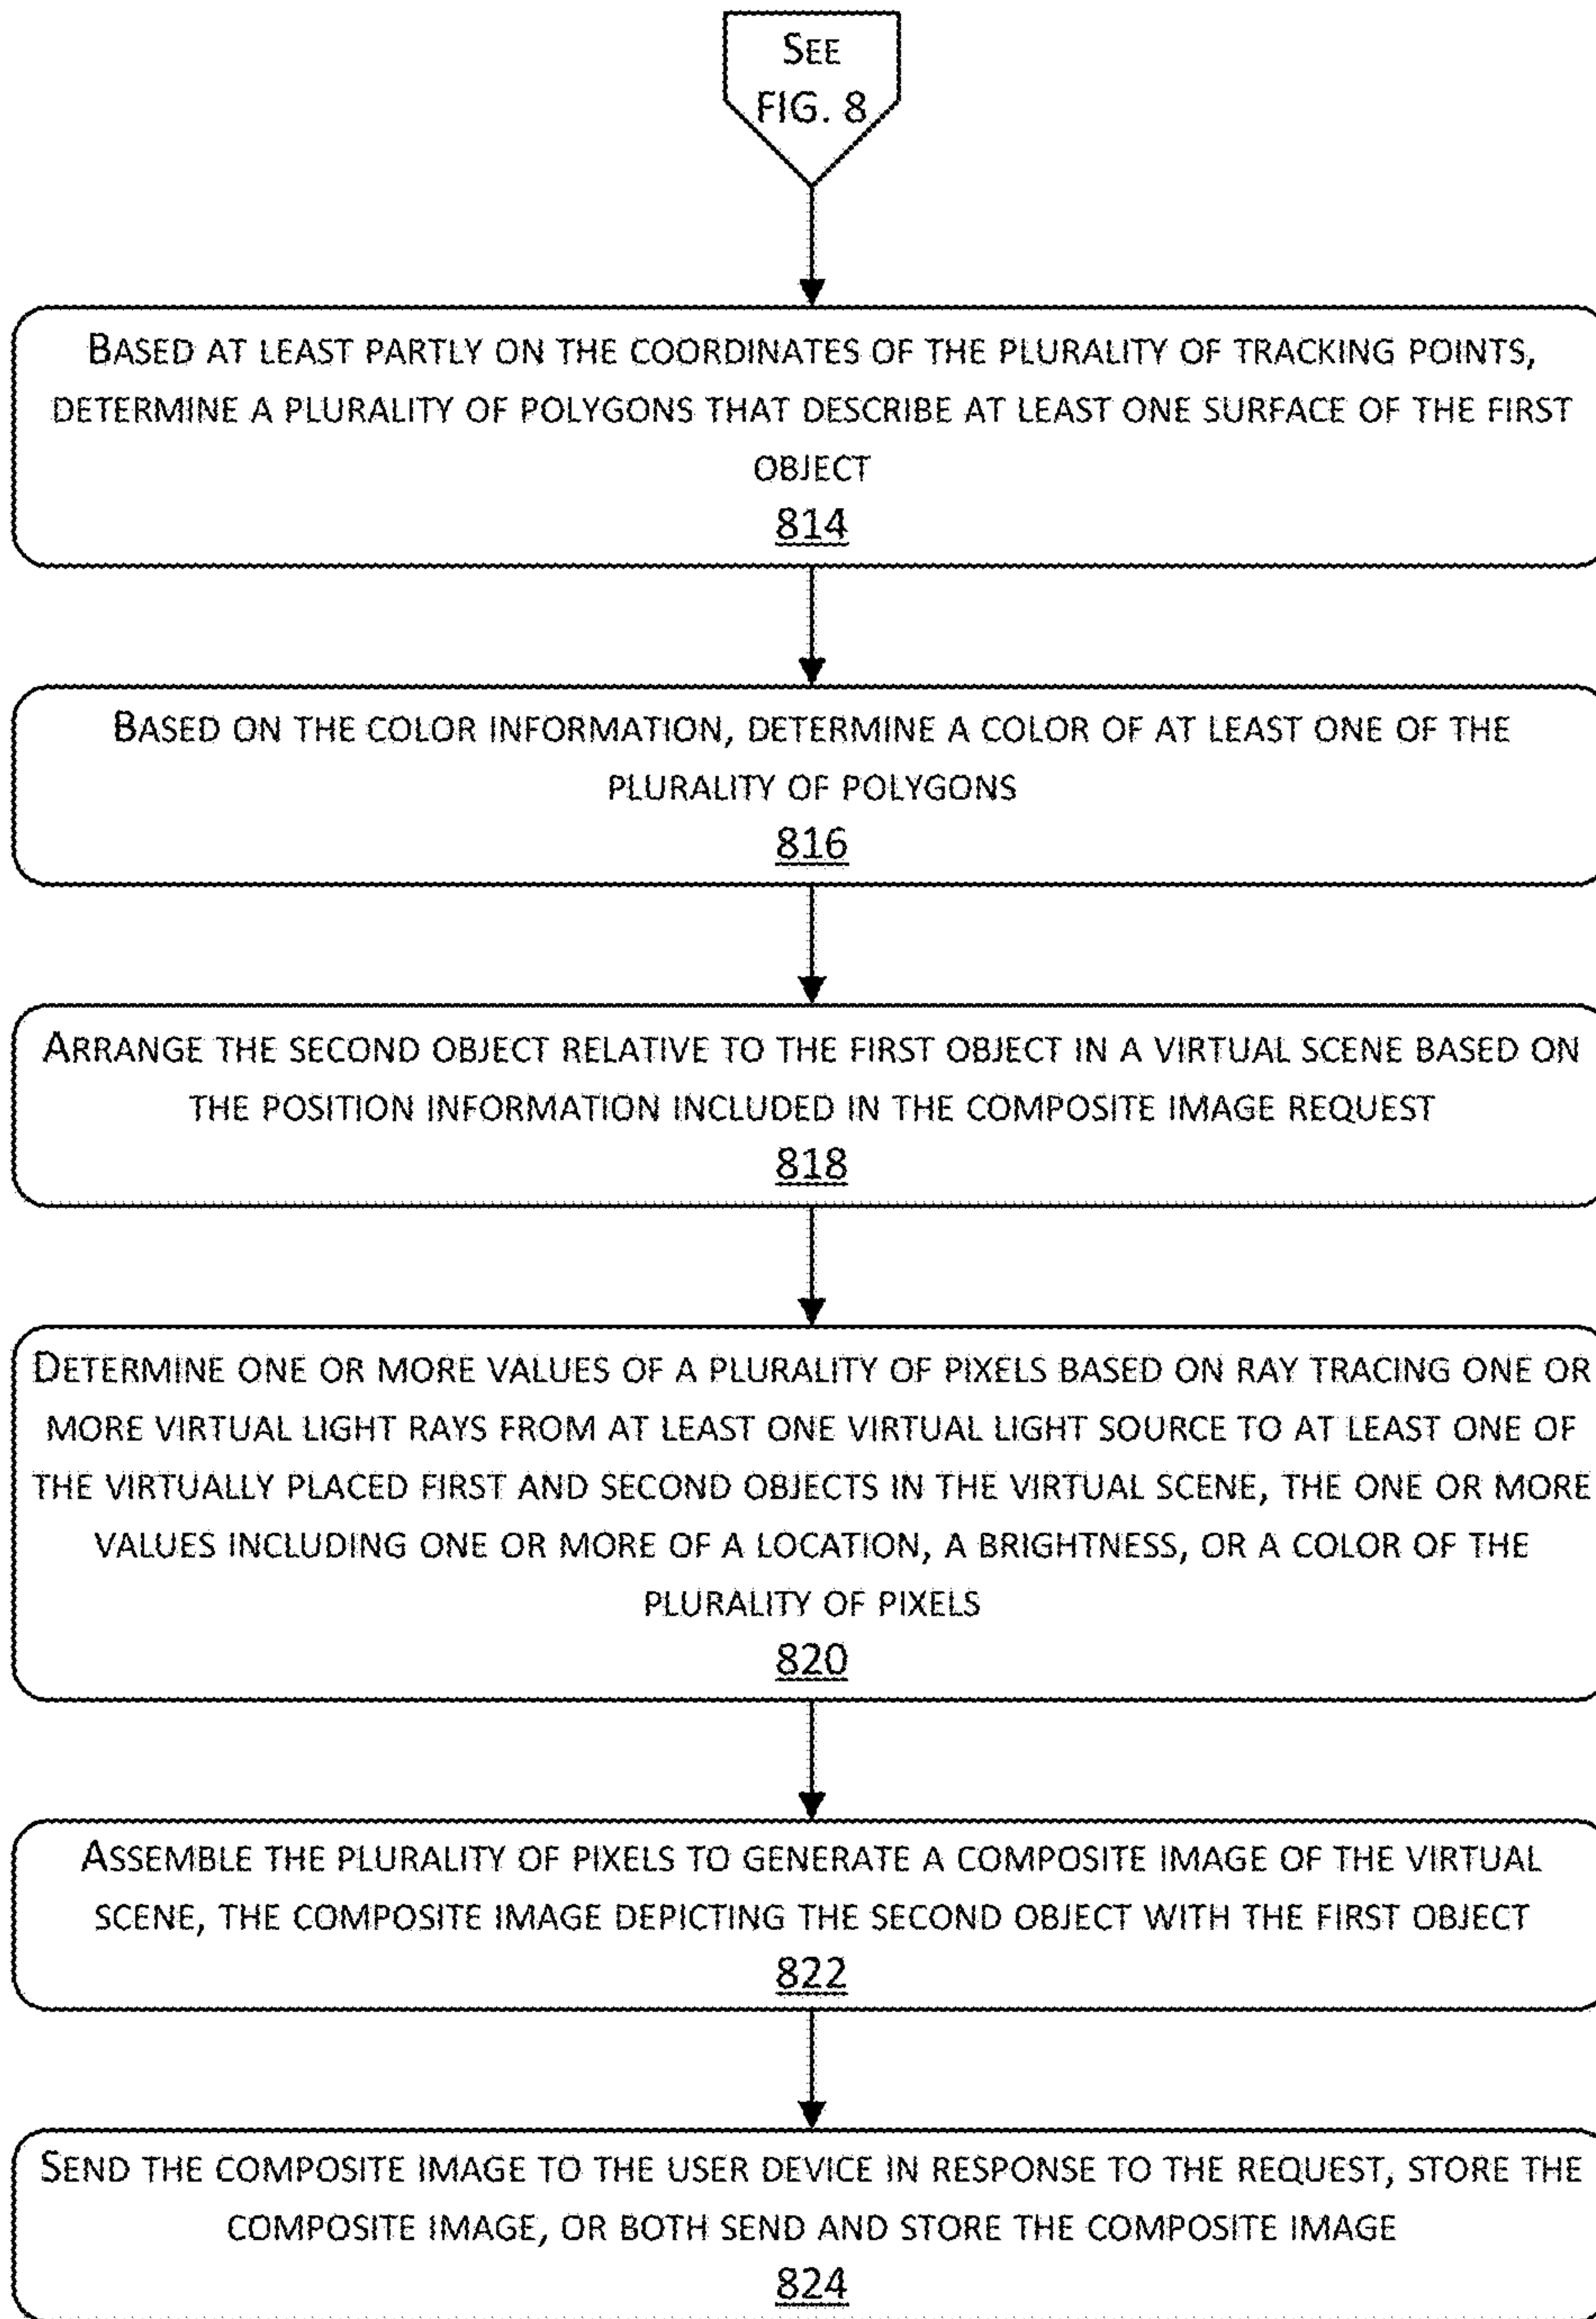 SEE
FIG. 8
BASED AT LEAST PARTLY ON THE COORDINATES OF THE PLURALITY OF TRACKING POINTS,
DETERMINE A PLURALITY OF POLYGONS THAT DESCRIBE AT LEAST ONE SURFACE OF THE FIRST
OBJECT
814
BASED ON THE COLOR INFORMATION, DETERMINE A COLOR OF AT LEAST ONE OF THE
PLURALITY OF POLYGONS
816
ARRANGE THE SECOND OBJECT RELATIVE TO THE FIRST OBJECT IN A VIRTUAL SCENE BASED ON
THE POSITION INFORMATION INCLUDED IN THE COMPOSITE IMAGE REQUEST
818
DETERMINE ONE OR MORE VALUES OF A PLURALITY OF PIXELS BASED ON RAY TRACING ONE OR
MORE VIRTUAL LIGHT RAYS FROM AT LEAST ONE VIRTUAL LIGHT SOURCE TO AT LEAST ONE OF
THE VIRTUALLY PLACED FIRST AND SECOND OBJECTS IN THE VIRTUAL SCENE, THE ONE OR MORE
VALUES INCLUDING ONE OR MORE OF A LOCATION, A BRIGHTNESS, OR A COLOR OF THE
PLURALITY OF PIXELS
820
ASSEMBLE THE PLURALITY OF PIXELS TO GENERATE A COMPOSITE IMAGE OF THE VIRTUAL
SCENE, THE COMPOSITE IMAGE DEPICTING THE SECOND OBJECT WITH THE FIRST OBJECT
822
SEND THE COMPOSITE IMAGE TO THE USER DEVICE IN RESPONSE TO THE REQUEST, STORE THE
COMPOSITE IMAGE, OR BOTH SEND AND STORE THE COMPOSITE IMAGE
824